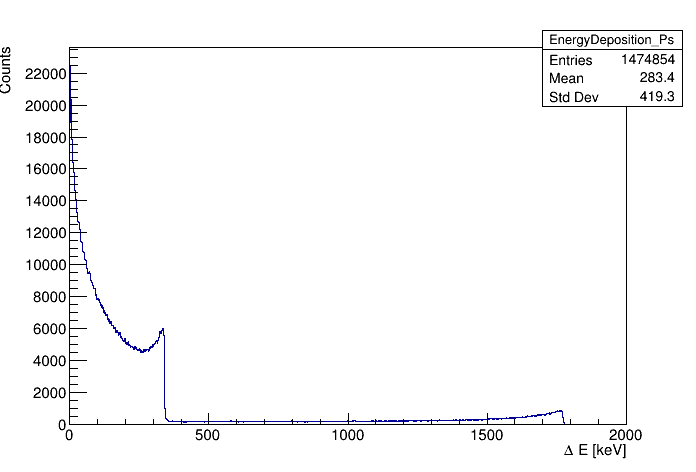 EnergyDeposition_Ps
Entries 1474854
Mean 283.4
Std Dev 419.3
Counts
22000
20000
18000
16000
14000
12000
10000
8000
6000
4000
2000
0
0 500 1000 1500 2000
Δ E [keV]